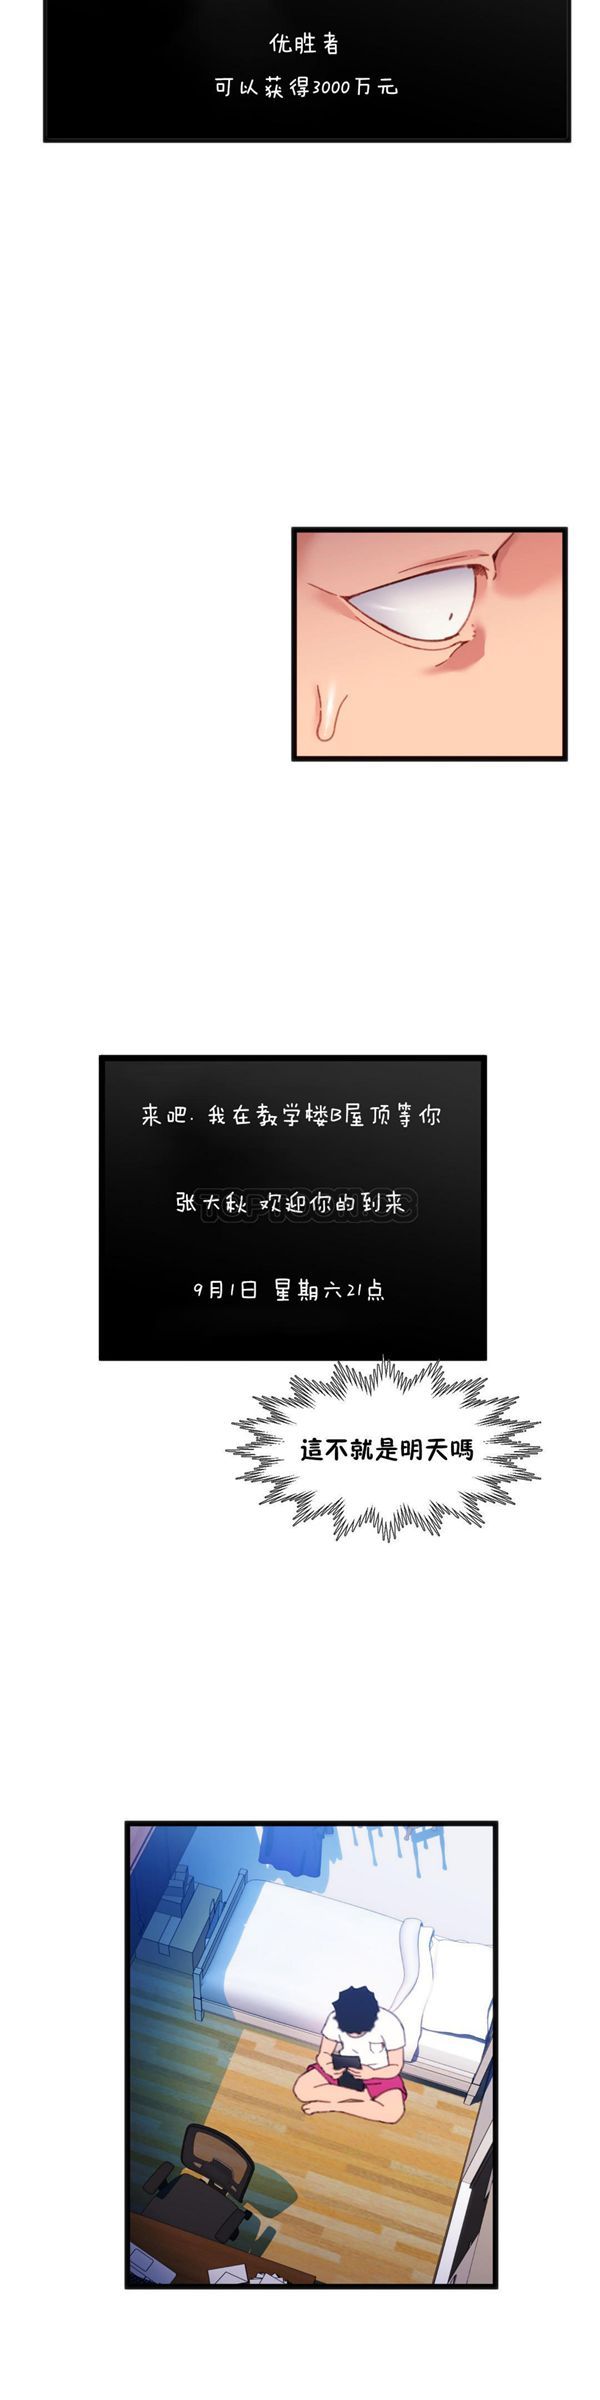 优胜者
可以获得3000万元
来吧. 我在教学楼B屋顶等你
张大秋 欢迎你的到来
TOPTOONICS
9月1日 星期六21点
這不就是明天嗎